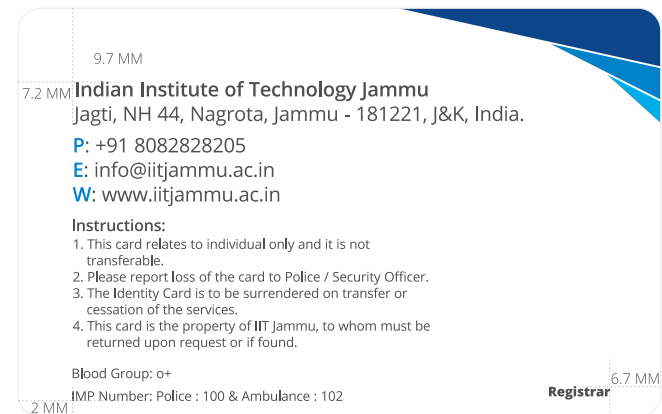 9.7 MM
7.2 MM
Indian Institute of Technology Jammu
Jagti, NH 44, Nagrota, Jammu - 181221, J&K, India.
P: +91 8082828205
E: info@iitjammu.ac.in
W: www.iitjammu.ac.in
Instructions:
1. This card relates to individual only and it is not
transferable.
2. Please report loss of the card to Police / Security Officer.
3. The Identity Card is to be surrendered on transfer or
cessation of the services.
4. This card is the property of IIT Jammu, to whom must be
returned upon request or if found.
Blood Group: o+
IMP Number: Police : 100 & Ambulance : 102
Registrar
6.7 MM
2 MM